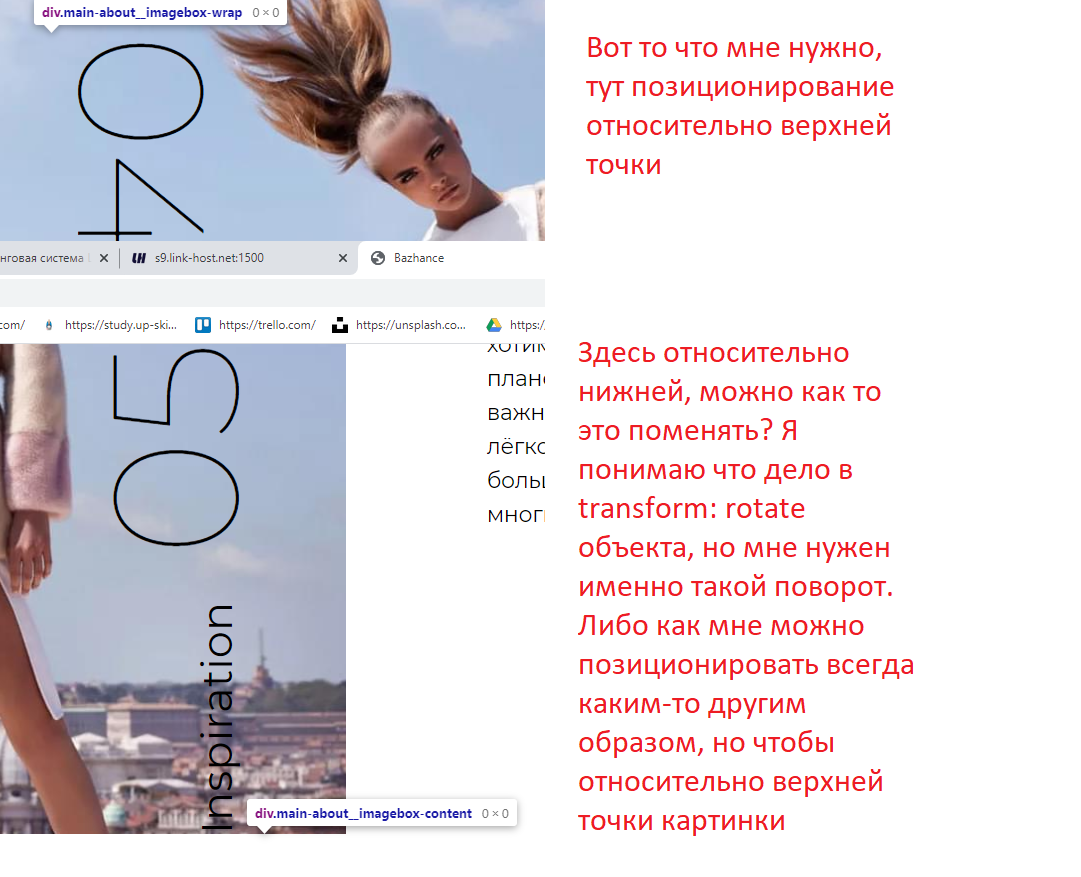 div.main-about__imagebox-wrap 0 × 0
04
Вот то что мне нужно,
тут позиционирование
относительно верхней
точки
нговая система
s9.link-host.net:1500
Bazhance
com/
https://study.up-ski...
https://trello.com/
https://unsplash.co...
https:/
05
Inspiration
хотим
план
важн
лёгко
боль
многи
Здесь относительно
нижней, можно как то
это поменять? Я
понимаю что дело в
transform: rotate
объекта, но мне нужен
именно такой поворот.
Либо как мне можно
позиционировать всегда
каким-то другим
образом, но чтобы
относительно верхней
точки картинки
div.main-about__imagebox-content 0 × 0